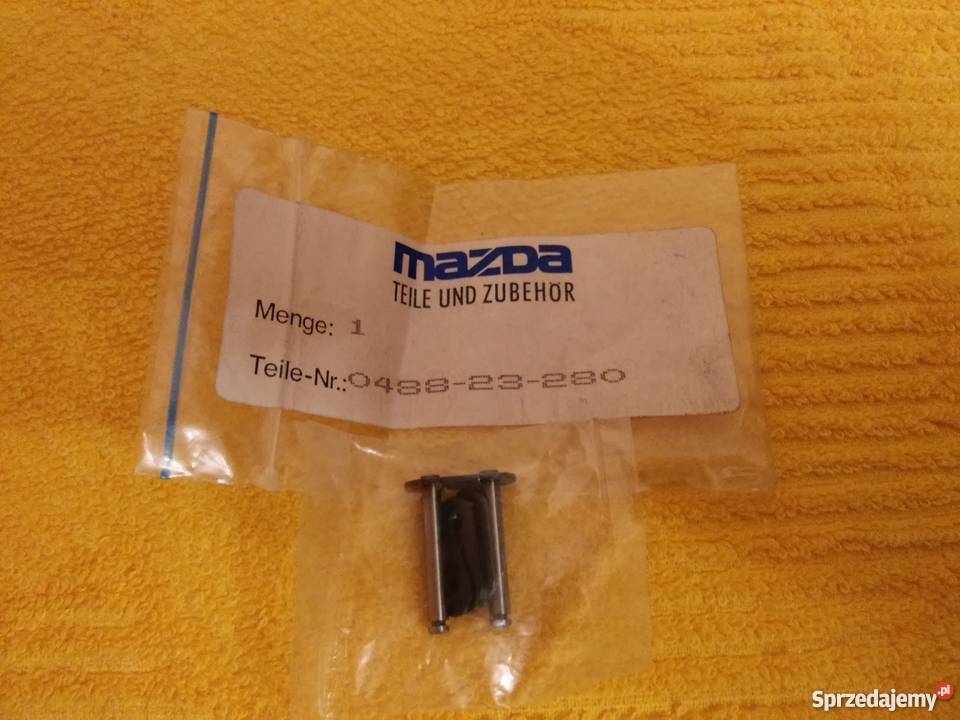 mazda
TEILE UND ZUBEHÖR
Menge: 1
Teile-Nr.:0488-23-280
Sprzedajemy.pl